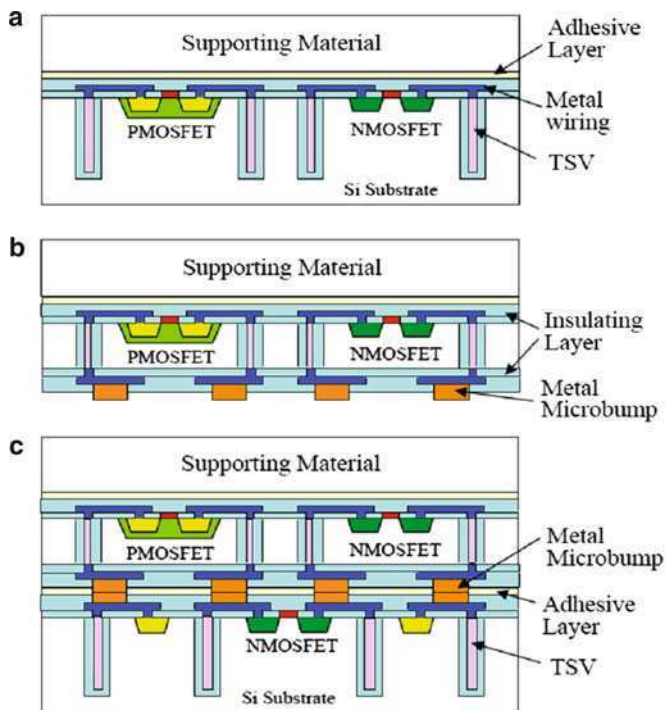 a
Supporting Material
Adhesive
Layer
Metal
wiring
PMOSFET
NMOSFET
TSV
Si Substrate
b
Supporting Material
Insulating
Layer
PMOSFET
NMOSFET
Metal
Microbump
c
Supporting Material
PMOSFET
NMOSFET
Metal
Microbump
Adhesive
Layer
NMOSFET
TSV
Si Substrate